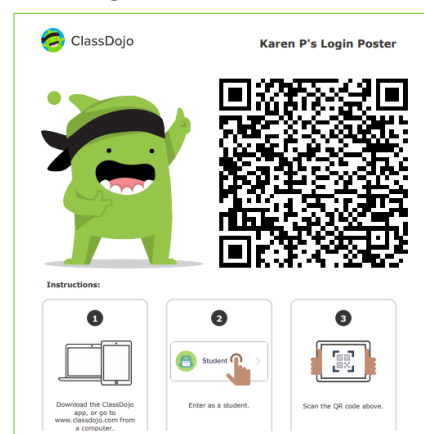 ClassDojo
Karen P's Login Poster
Instructions:
1
Download the ClassDojo
app, or go to
www.classdojo.com from
a computer.
2
Student
Enter as a student.
3
Scan the QR code above.